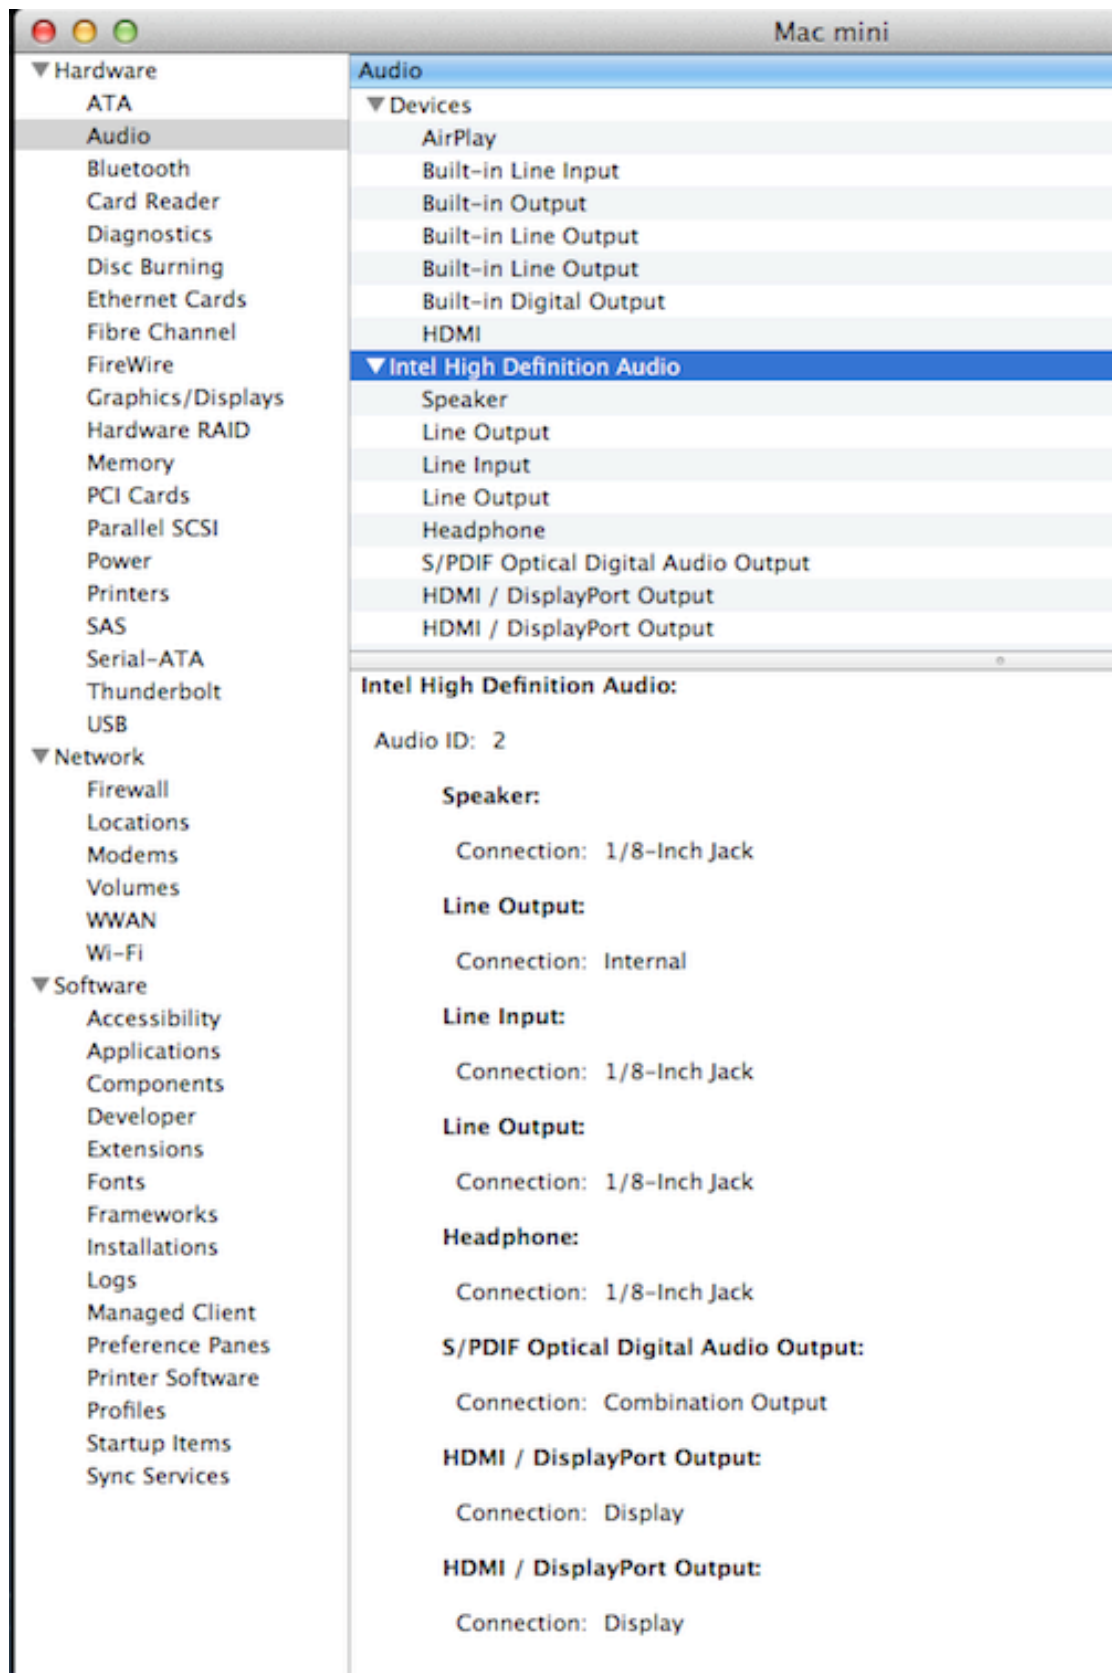 Mac mini
Hardware
ATA
Audio
Bluetooth
Card Reader
Diagnostics
Disc Burning
Ethernet Cards
Fibre Channel
FireWire
Graphics/Displays
Hardware RAID
Memory
PCI Cards
Parallel SCSI
Power
Printers
SAS
Serial-ATA
Thunderbolt
USB
Network
Firewall
Locations
Modems
Volumes
WWAN
Wi-Fi
Software
Accessibility
Applications
Components
Developer
Extensions
Fonts
Frameworks
Installations
Logs
Managed Client
Preference Panes
Printer Software
Profiles
Startup Items
Sync Services
Audio
Devices
AirPlay
Built-in Line Input
Built-in Output
Built-in Line Output
Built-in Line Output
Built-in Digital Output
HDMI
Intel High Definition Audio
Speaker
Line Output
Line Input
Line Output
Headphone
S/PDIF Optical Digital Audio Output
HDMI / DisplayPort Output
HDMI / DisplayPort Output
Intel High Definition Audio:
Audio ID: 2
Speaker:
Connection: 1/8-Inch Jack
Line Output:
Connection: Internal
Line Input:
Connection: 1/8-Inch Jack
Line Output:
Connection: 1/8-Inch Jack
Headphone:
Connection: 1/8-Inch Jack
S/PDIF Optical Digital Audio Output:
Connection: Combination Output
HDMI / DisplayPort Output:
Connection: Display
HDMI / DisplayPort Output:
Connection: Display